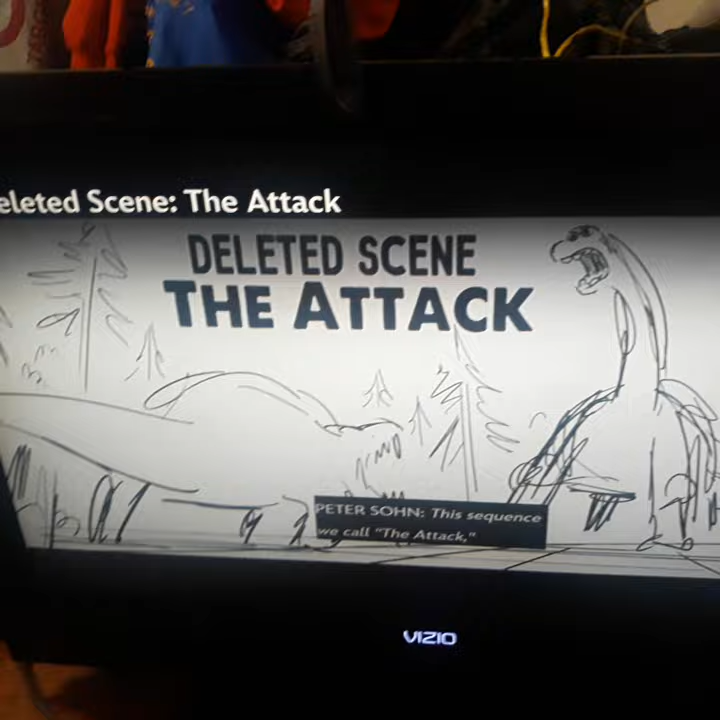 eleted Scene: The Attack
DELETED SCENE
THE ATTACK
PETER SOHN: This sequence
we call "The Attack,"
VIZIO